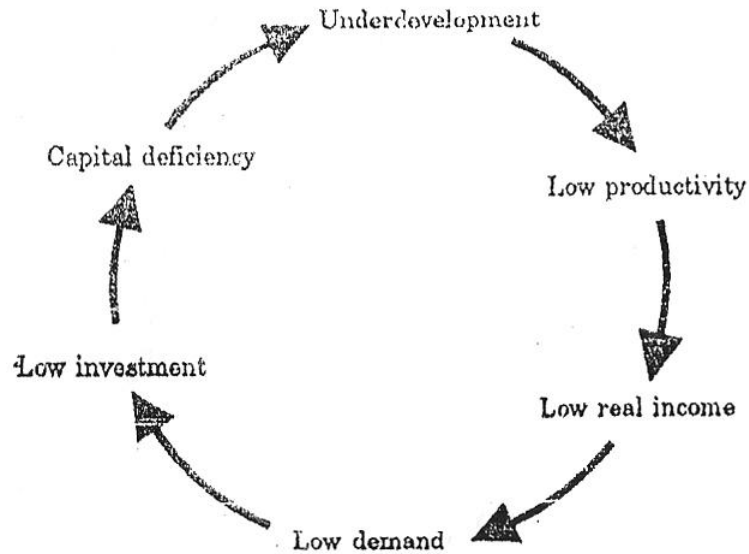 Underdevelopment
Low productivity
Low real income
Low demand
Low investment
Capital deficiency